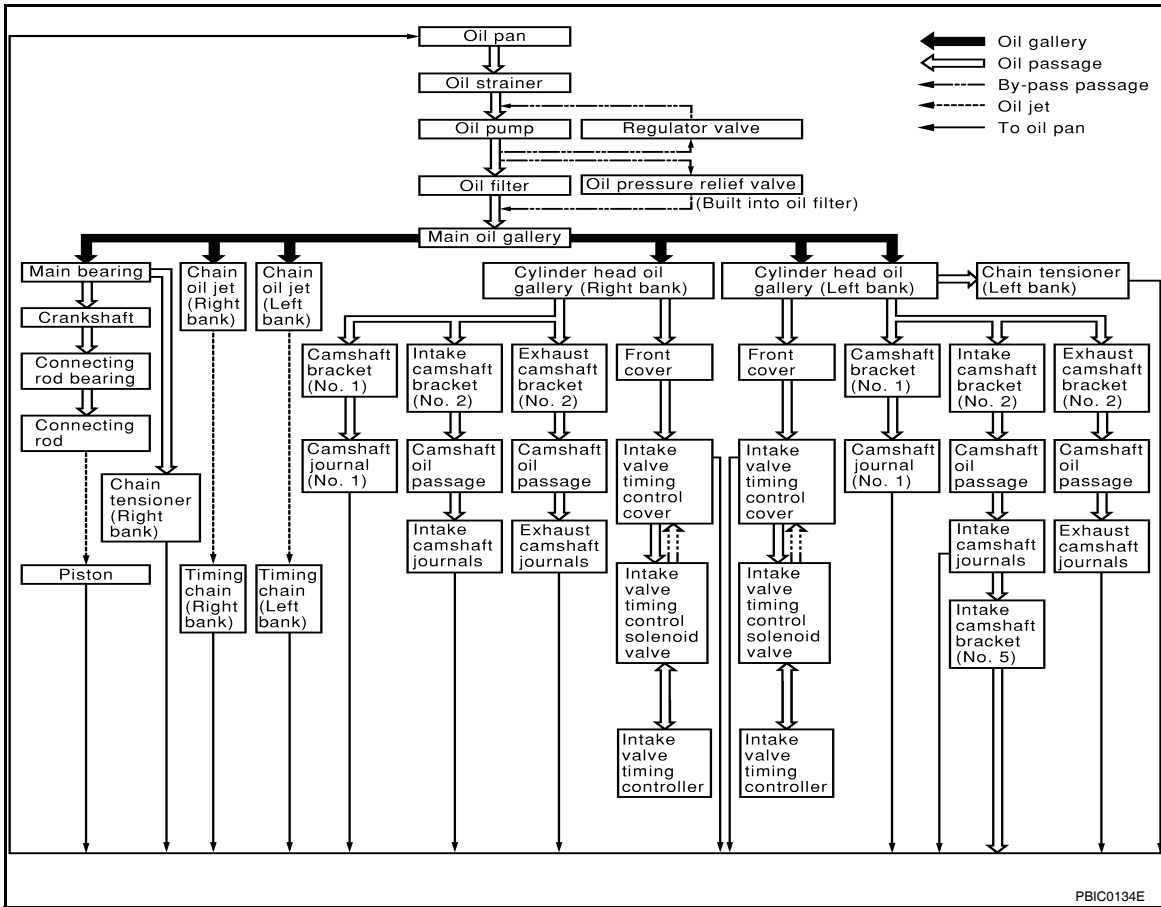 Oil pan
Oil gallery
Oil strainer
Oil passage
By-pass passage
Oil jet
Oil pump
Regulator valve
To oil pan
Oil filter
Oil pressure relief valve
(Built into oil filter)
Main oil gallery
Main bearing
Chain
oil jet
(Right
bank)
Chain
oil jet
(Left
bank)
Cylinder head oil
gallery (Right bank)
Cylinder head oil
gallery (Left bank)
Chain tensioner
(Left bank)
Crankshaft
Connecting
rod bearing
Connecting
rod
Camshaft
bracket
(No. 1)
Intake
camshaft
bracket
(No. 2)
Exhaust
camshaft
bracket
(No. 2)
Front
cover
Front
cover
Camshaft
bracket
(No. 1)
Intake
camshaft
bracket
(No. 2)
Exhaust
camshaft
bracket
(No. 2)
Chain
tensioner
(Right
bank)
Camshaft
journal
(No. 1)
Camshaft
oil
passage
Camshaft
oil
passage
Intake
valve
timing
control
cover
Intake
valve
timing
control
cover
Camshaft
journal
(No. 1)
Camshaft
oil
passage
Camshaft
oil
passage
Intake
camshaft
journals
Exhaust
camshaft
journals
Intake
camshaft
journals
Exhaust
camshaft
journals
Piston
Timing
chain
(Right
bank)
Timing
chain
(Left
bank)
Intake
valve
timing
control
solenoid
valve
Intake
valve
timing
control
solenoid
valve
Intake
camshaft
bracket
(No. 5)
Intake
valve
timing
controller
Intake
valve
timing
controller
PBIC0134E